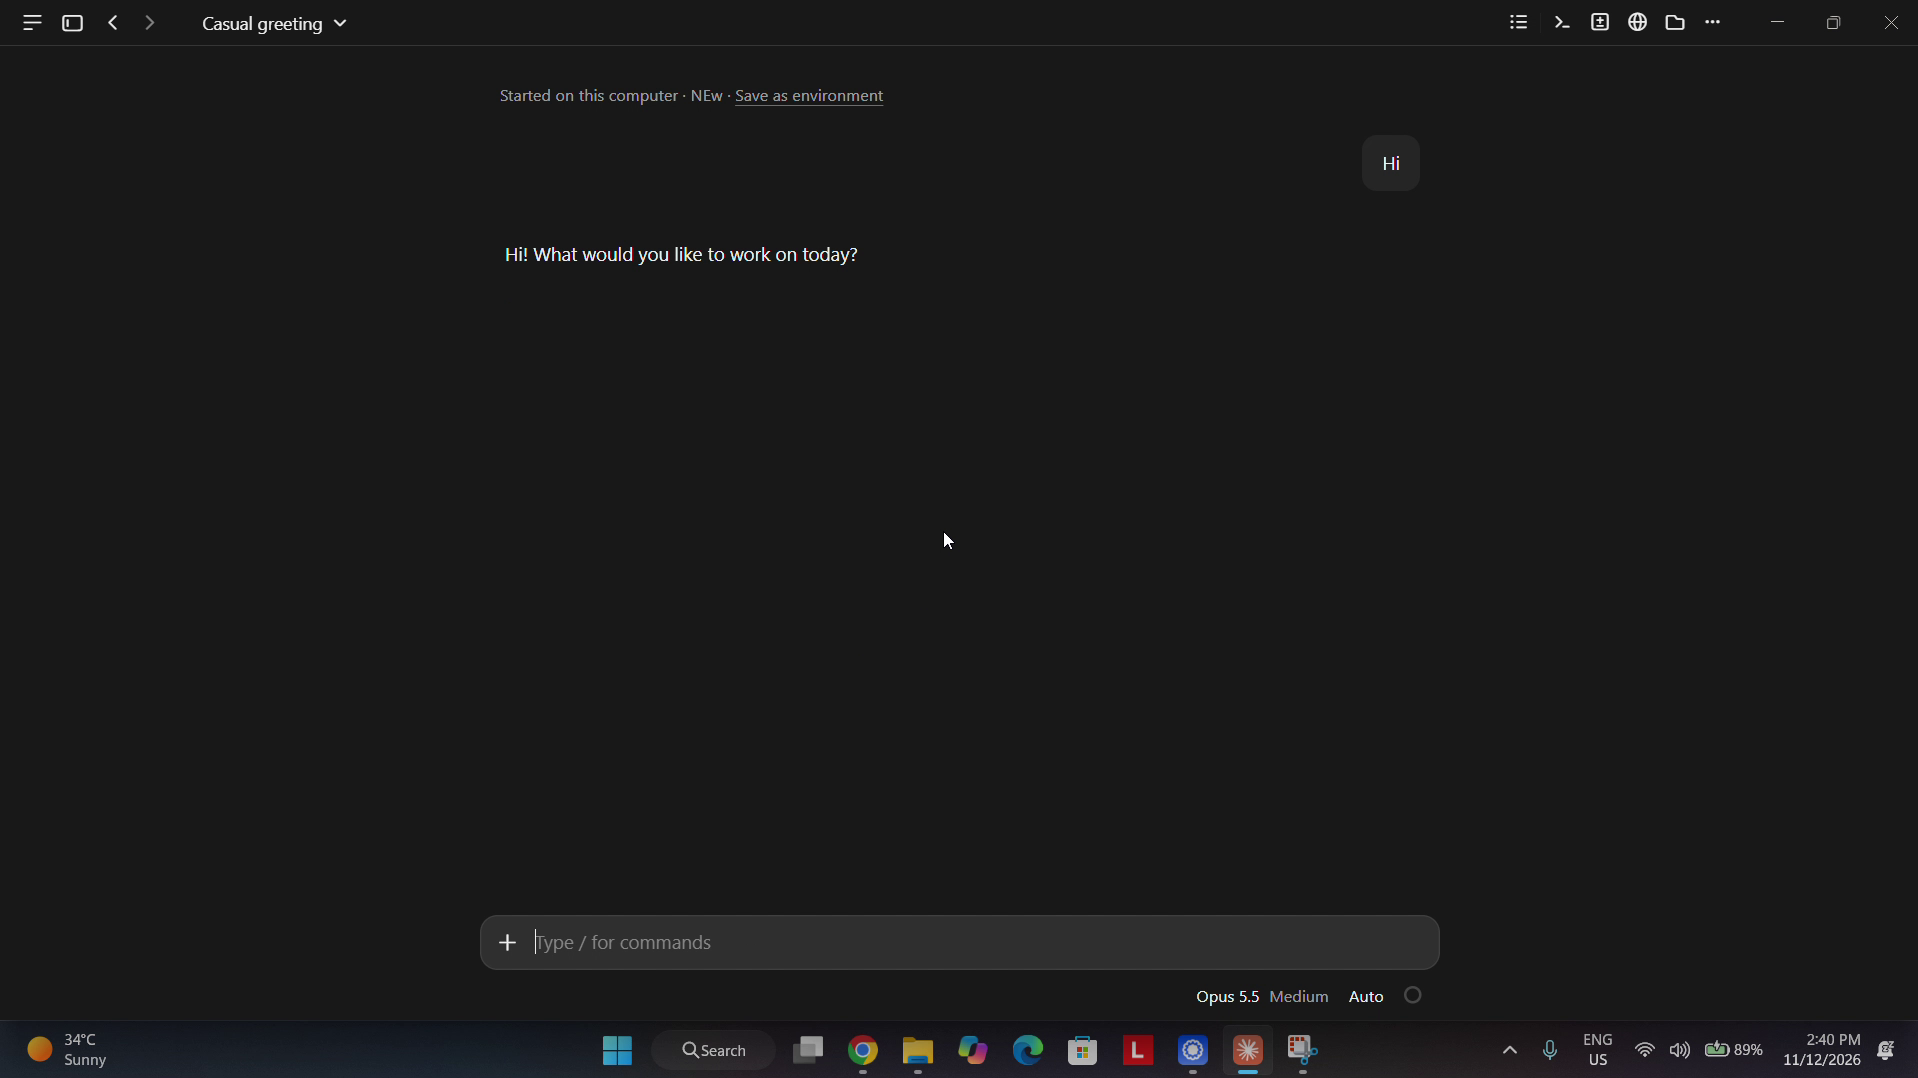 Casual greeting
Started on this computer · NEw · Save as environment
Hi
Hi! What would you like to work on today?
Type / for commands
Opus 5.5 Medium Auto
34°C
Sunny
Search
L
ENG
US
89%
2:40 PM
11/12/2026